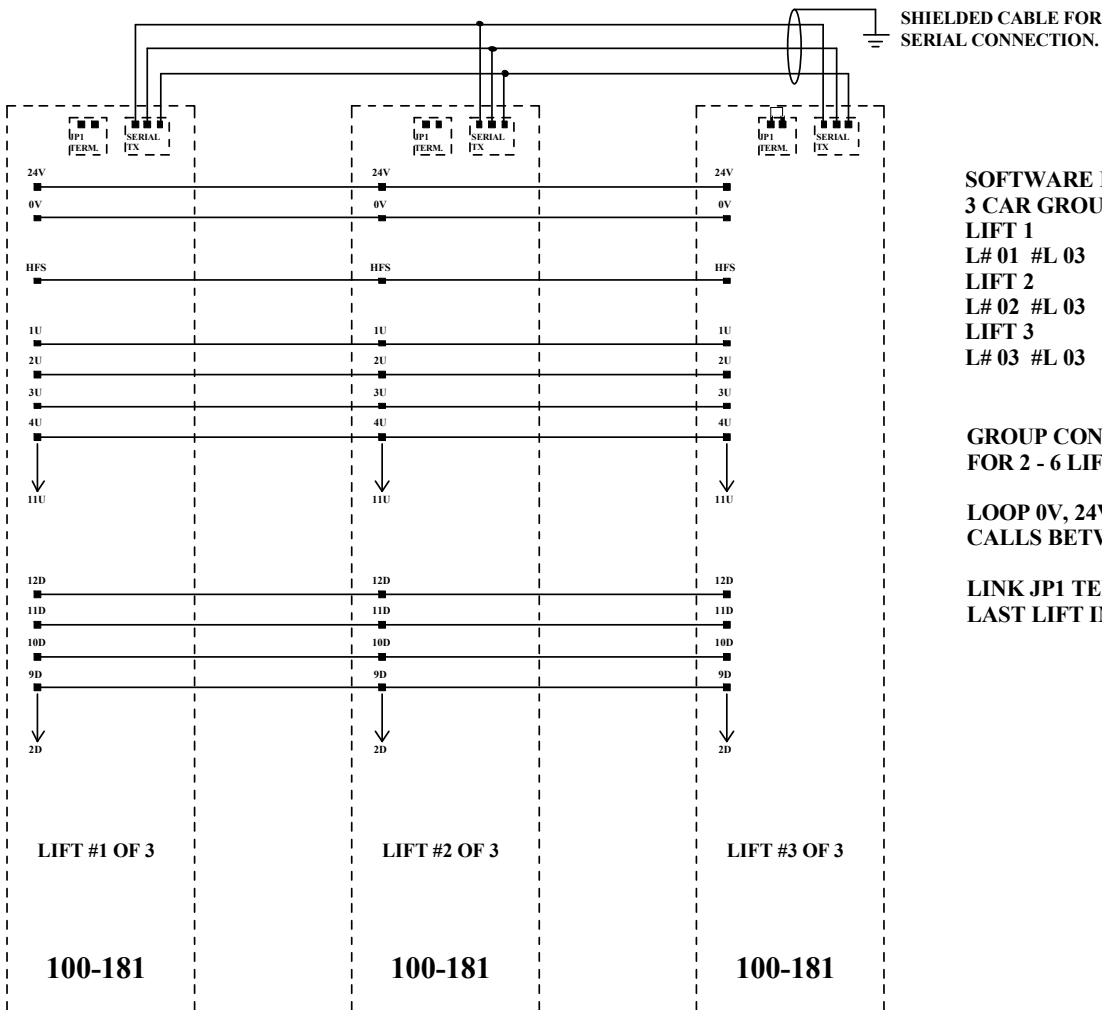 SHIELDED CABLE FOR
SERIAL CONNECTION.
JP1 TERM.
SERIAL TX
JP1 TERM.
SERIAL TX
JP1 TERM.
SERIAL TX
24V 24V 24V
0V 0V 0V
HFS HFS HFS
1U 1U 1U
2U 2U 2U
3U 3U 3U
4U 4U 4U
11U 11U 11U
12D 12D 12D
11D 11D 11D
10D 10D 10D
9D 9D 9D
2D 2D 2D
LIFT #1 OF 3 LIFT #2 OF 3 LIFT #3 OF 3
100-181 100-181 100-181
SOFTWARE
3 CAR GROU
LIFT 1
L# 01 #L 03
LIFT 2
L# 02 #L 03
LIFT 3
L# 03 #L 03
GROUP CON
FOR 2 - 6 LIF
LOOP 0V, 24V
CALLS BETW
LINK JP1 TE
LAST LIFT IN